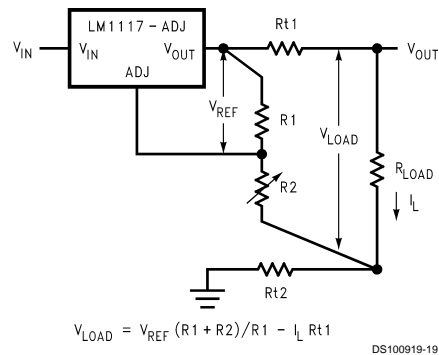 LM1117 - ADJ
V_IN
V_IN
V_OUT
ADJ
Rt1
V_OUT
V_REF
R1
V_LOAD
R2
R_LOAD
I_L
Rt2
V_LOAD = V_REF (R1 + R2)/R1 - I_L Rt1
DS100919-19